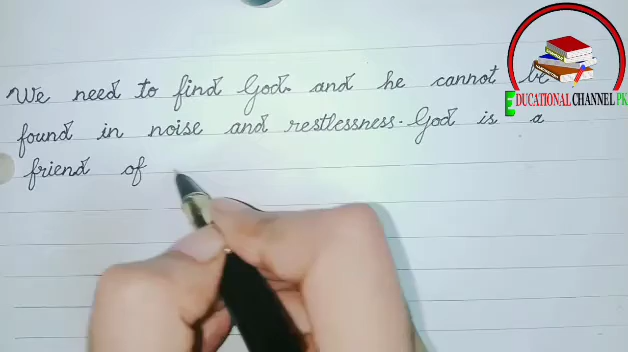 We need to find God. and he cannot be
found in noise and restlessness. God is a
friend of
EDUCATIONAL CHANNEL PK